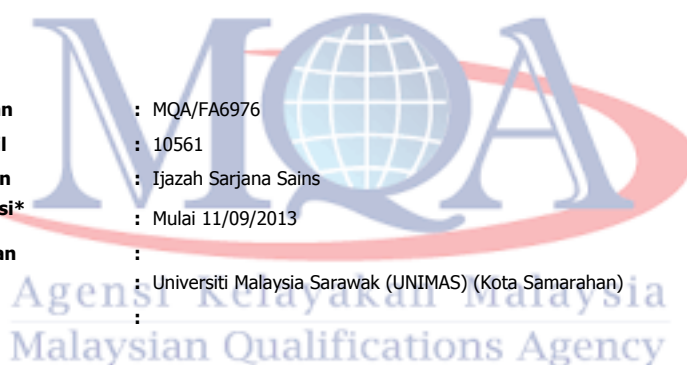 MQA
an : MQA/FA6976
l : 10561
n : Ijazah Sarjana Sains
si* : Mulai 11/09/2013
an :
: Universiti Malaysia Sarawak (UNIMAS) (Kota Samarahan)
Agensi Kelayakan Malaysia
:
Malaysian Qualifications Agency